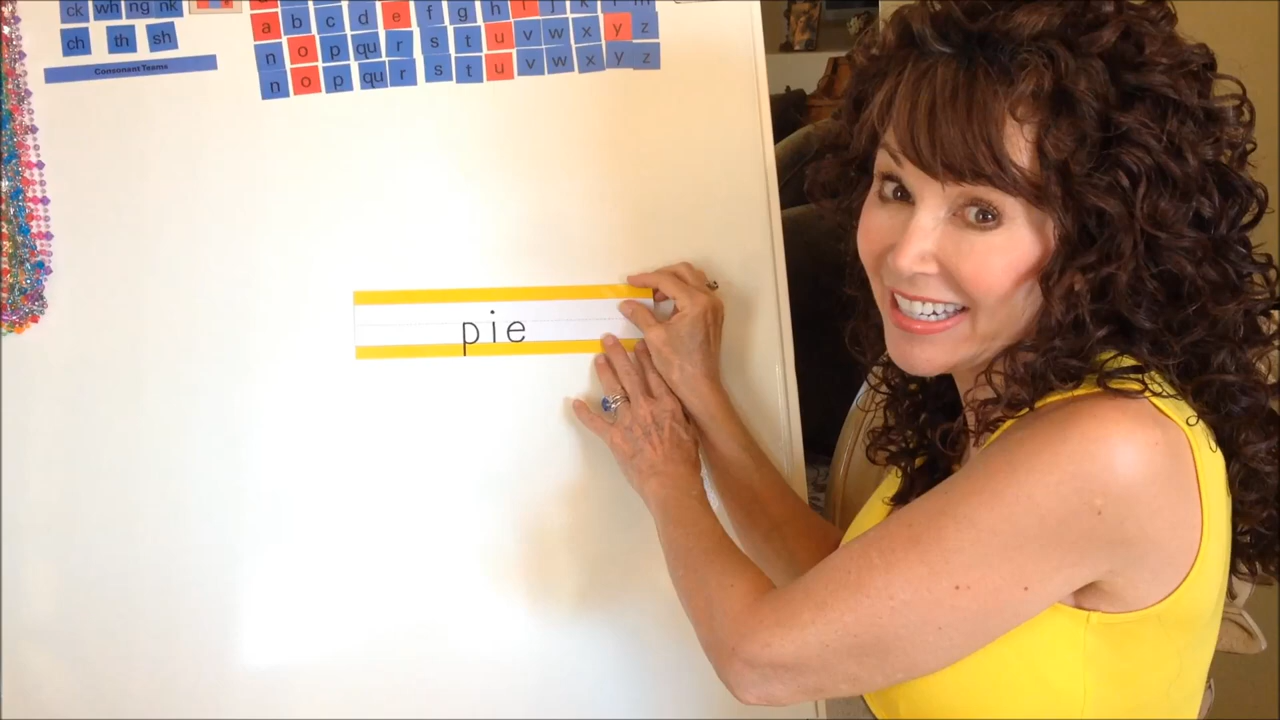 ck wh ng nk
ch th sh
Consonant Teams
a b c d e f g h
n o p qu r s t u v w x y z
n o p qu r s t u v w x y z
pie